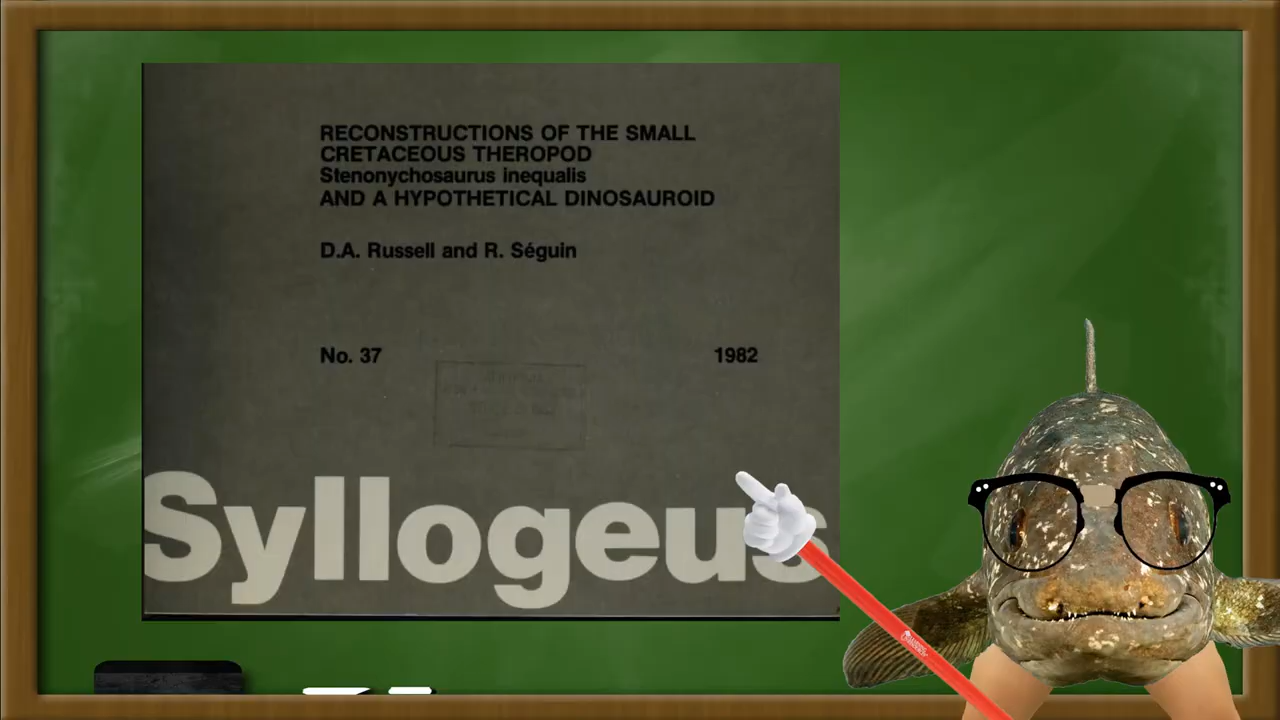 RECONSTRUCTIONS OF THE SMALL
CRETACEOUS THEROPOD
Stenonychosaurus inequalis
AND A HYPOTHETICAL DINOSAUROID
D.A. Russell and R. Séguin
No. 37 1982
Syllogeus